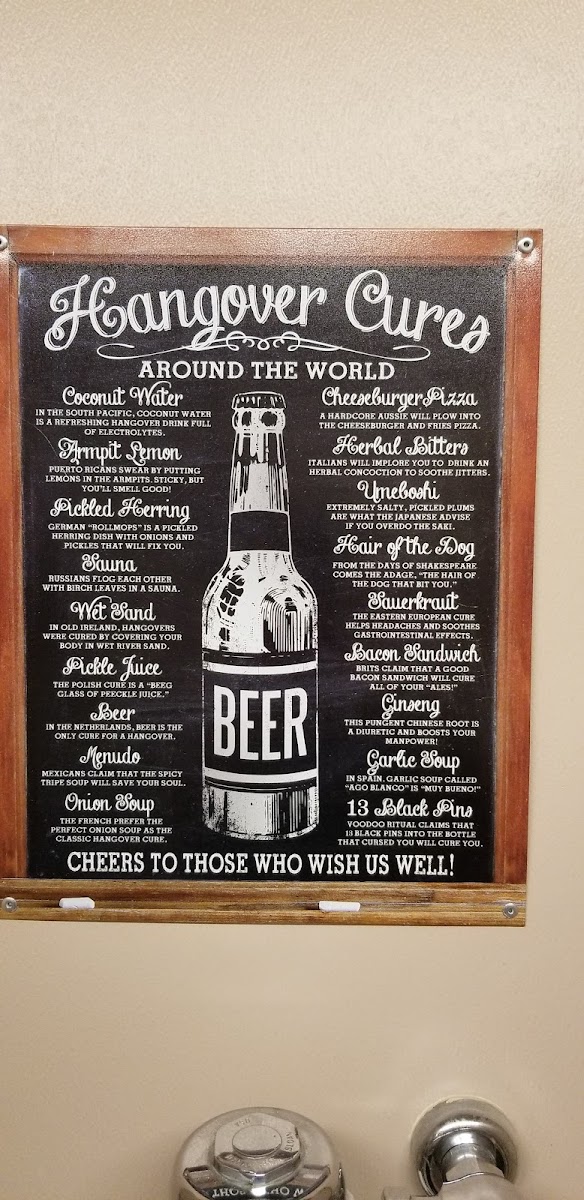 Hangover Cures
AROUND THE WORLD
Coconut Water
IN THE SOUTH PACIFIC, COCONUT WATER
IS A REFRESHING HANGOVER DRINK FULL
OF ELECTROLYTES.
Armpit Lemon
PUERTO RICANS SWEAR BY PUTTING
LEMONS IN THE ARMPITS. STICKY, BUT
YOU'LL SMELL GOOD!
Pickled Herring
GERMAN "ROLLMOPS" IS A PICKLED
HERRING DISH WITH ONIONS AND
PICKLES THAT WILL FIX YOU.
Sauna
RUSSIANS FLOG EACH OTHER
WITH BIRCH LEAVES IN A SAUNA.
Wet Sand
IN OLD IRELAND, HANGOVERS
WERE CURED BY COVERING YOUR
BODY IN WET RIVER SAND.
Pickle Juice
THE POLISH CURE IS A "BEEG
GLASS OF PEECKLE JUICE."
Beer
IN THE NETHERLANDS, BEER IS THE
ONLY CURE FOR A HANGOVER.
Menudo
MEXICANS CLAIM THAT THE SPICY
TRIPE SOUP WILL SAVE YOUR SOUL.
Onion Soup
THE FRENCH PREFER THE
PERFECT ONION SOUP AS THE
CLASSIC HANGOVER CURE.
BEER
Cheeseburger Pizza
A HARDCORE AUSSIE WILL PLOW INTO
THE CHEESEBURGER AND FRIES PIZZA.
Herbal Bitters
ITALIANS WILL IMPLORE YOU TO DRINK AN
HERBAL CONCOCTION TO SOOTHE JITTERS.
Umeboshi
EXTREMELY SALTY, PICKLED PLUMS
ARE WHAT THE JAPANESE ADVISE
IF YOU OVERDO THE SAKI.
Hair of the Dog
FROM THE DAYS OF SHAKESPEARE
COMES THE ADAGE, "THE HAIR OF
THE DOG THAT BIT YOU."
Sauerkraut
THE EASTERN EUROPEAN CURE
HELPS HEADACHES AND SOOTHES
GASTROINTESTINAL EFFECTS.
Bacon Sandwich
BRITS CLAIM THAT A GOOD
BACON SANDWICH WILL CURE
ALL OF YOUR "ALES!"
Ginseng
THIS PUNGENT CHINESE ROOT IS
A DIURETIC AND BOOSTS YOUR
MANPOWER!
Garlic Soup
IN SPAIN, GARLIC SOUP CALLED
"AGO BLANCO" IS "MUY BUENO!"
13 Black Pins
VOODOO RITUAL CLAIMS THAT
13 BLACK PINS INTO THE BOTTLE
THAT CURSED YOU WILL CURE YOU.
CHEERS TO THOSE WHO WISH US WELL!
SLOAN